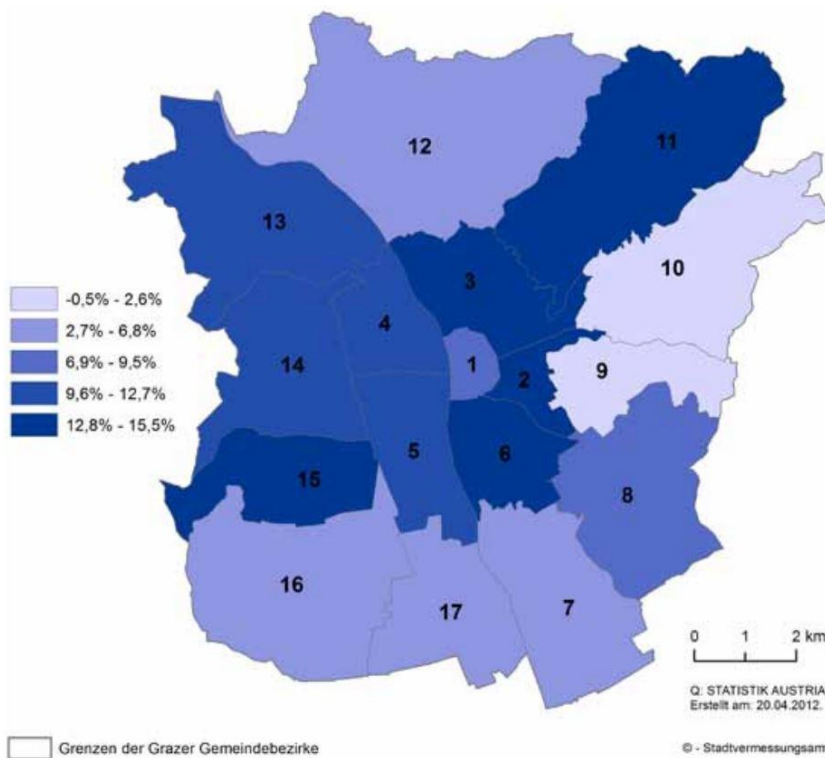 12
11
13
10
3
4
1
9
14
2
5
6
15
8
16
7
17
-0,5% - 2,6%
2,7% - 6,8%
6,9% - 9,5%
9,6% - 12,7%
12,8% - 15,5%
0 1 2 km
Q: STATISTIK AUSTRIA
Erstellt am: 20.04.2012.
Grenzen der Grazer Gemeindebezirke
© - Stadtvermessungsam